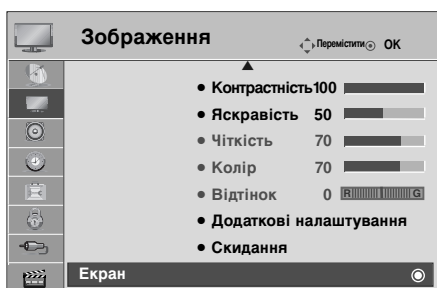 Зображення Перемістити OK
• Контрастність 100
• Яскравість 50
• Чіткість 70
• Колір 70
• Відтінок 0 R G
• Додаткові налаштування
• Скидання
Екран